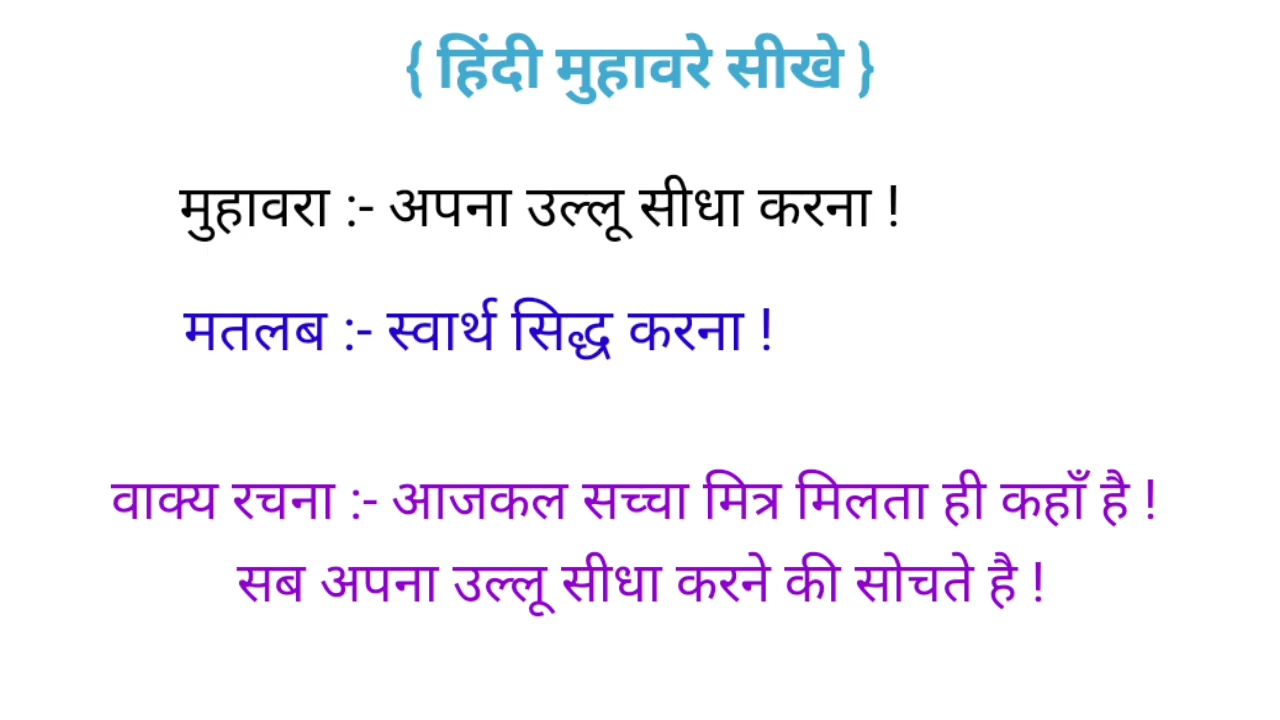 { हिंदी मुहावरे सीखे }
मुहावरा :- अपना उल्लू सीधा करना !
मतलब :- स्वार्थ सिद्ध करना !
वाक्य रचना :- आजकल सच्चा मित्र मिलता ही कहाँ है !
सब अपना उल्लू सीधा करने की सोचते है !